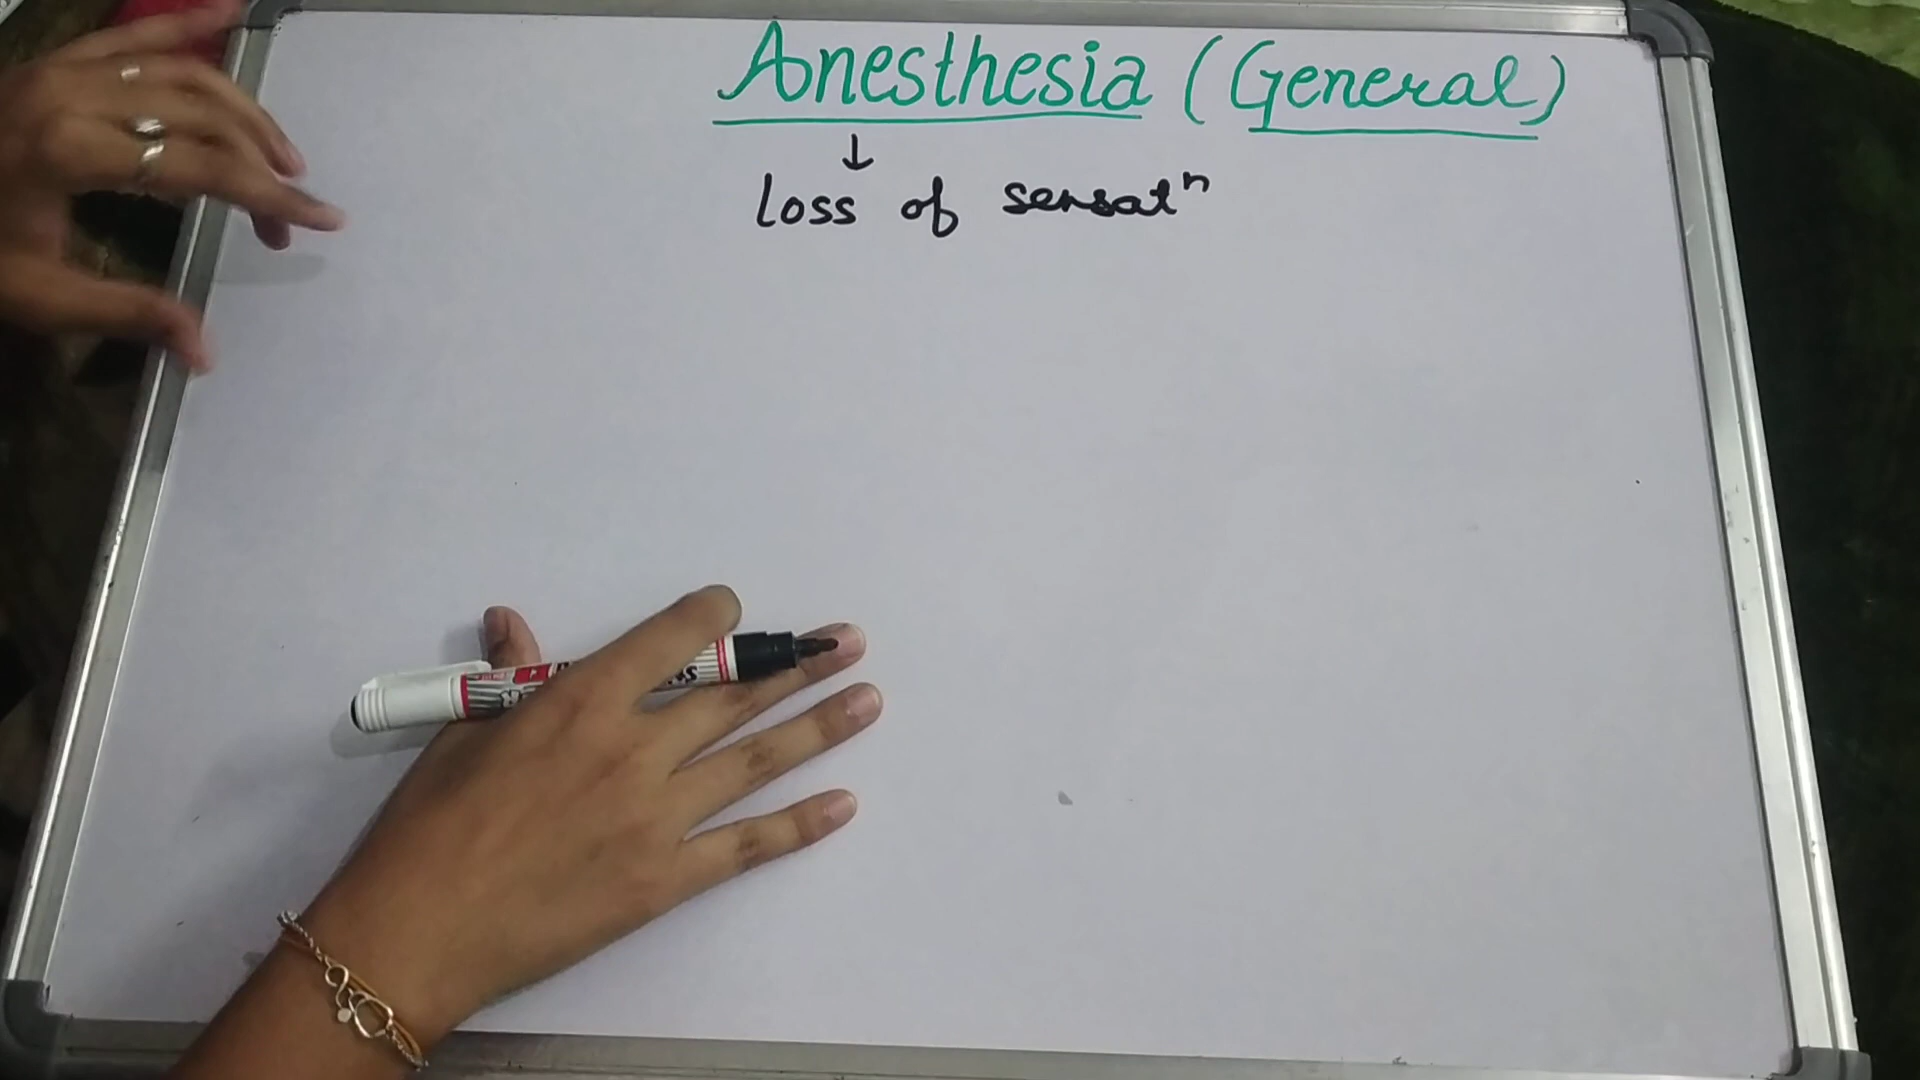 Anesthesia (General)
↓
loss of sensatⁿ